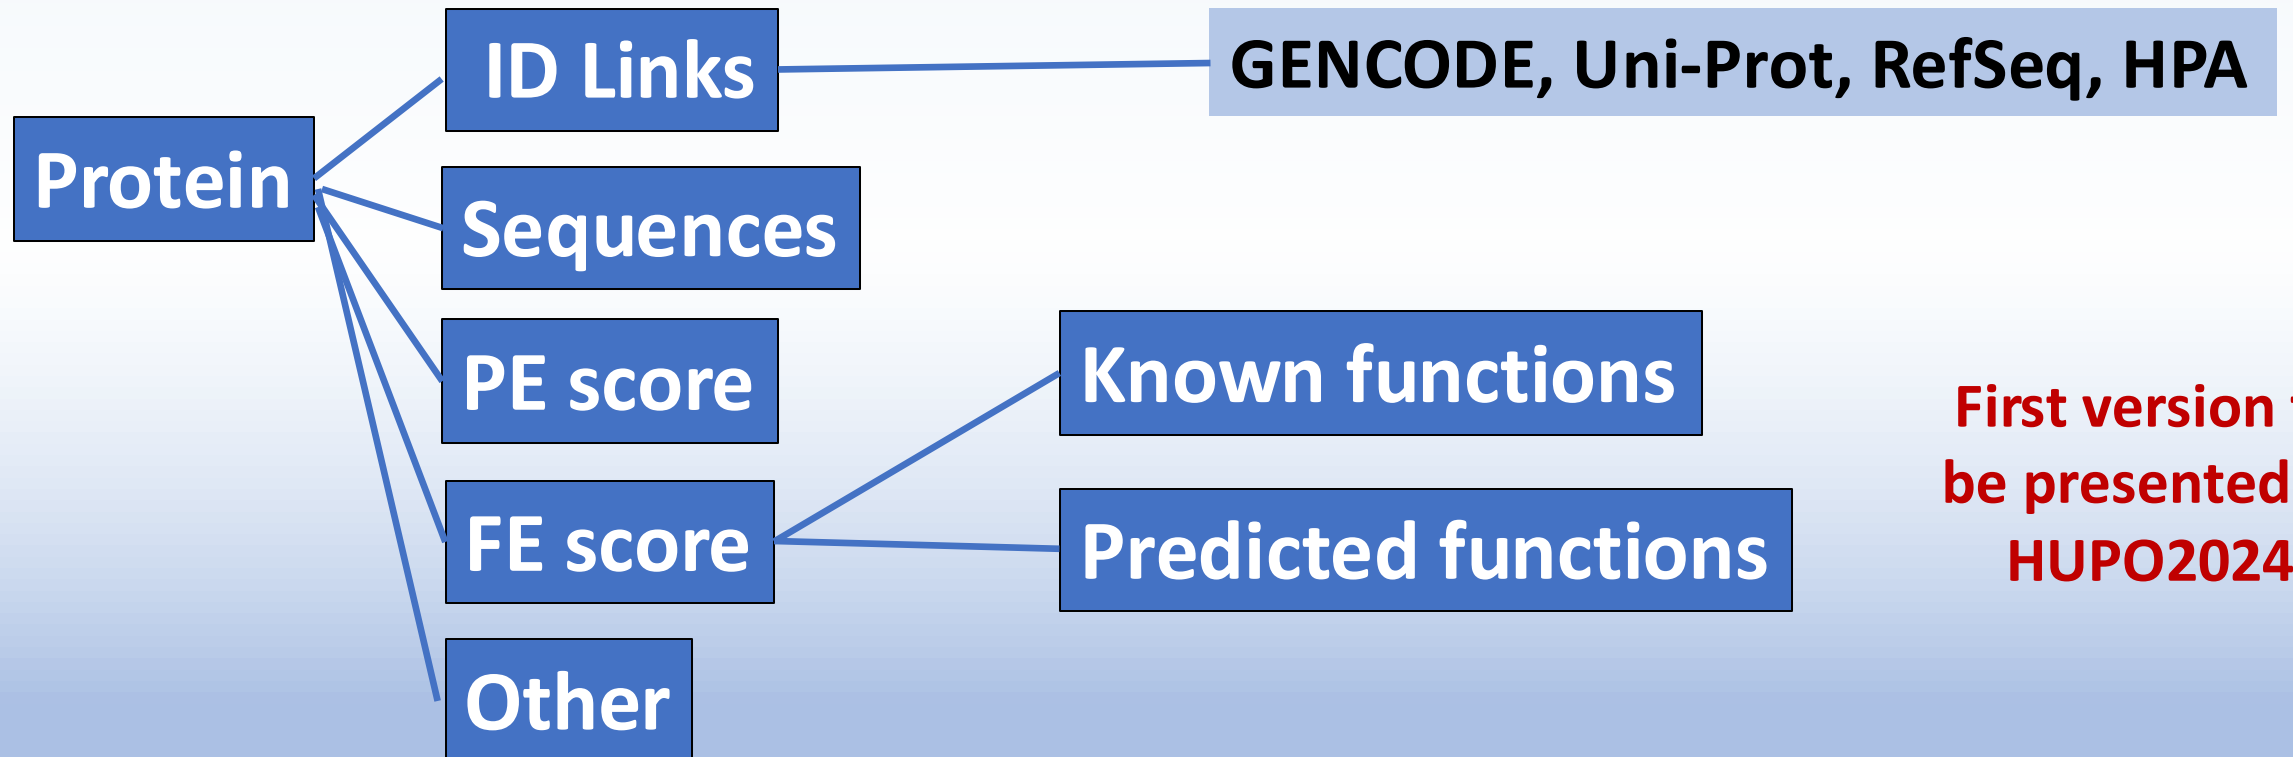 ID Links
GENCODE, Uni-Prot, RefSeq, HPA
Protein
Sequences
PE score
Known functions
FE score
Predicted functions
Other
First version
be presented
HUPO2024